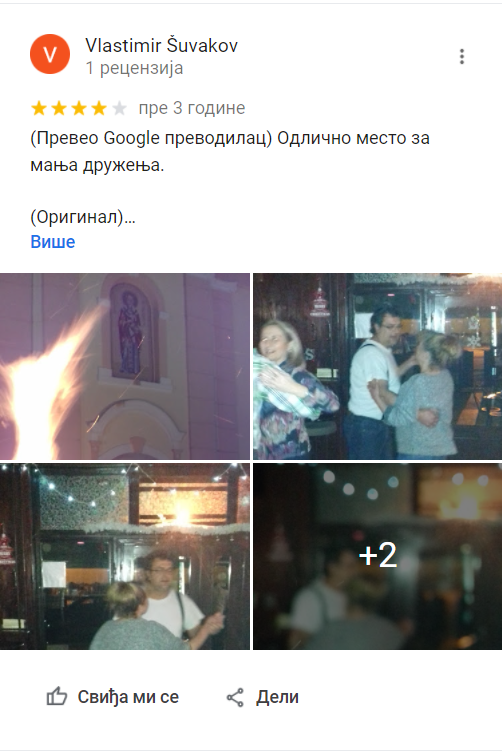 V
Vlastimir Šuvakov
1 рецензија
пре 3 године
(Превео Google преводилац) Одлично место за
мања дружења.
(Оригинал)...
Више
+2
Свиђа ми се
Дели